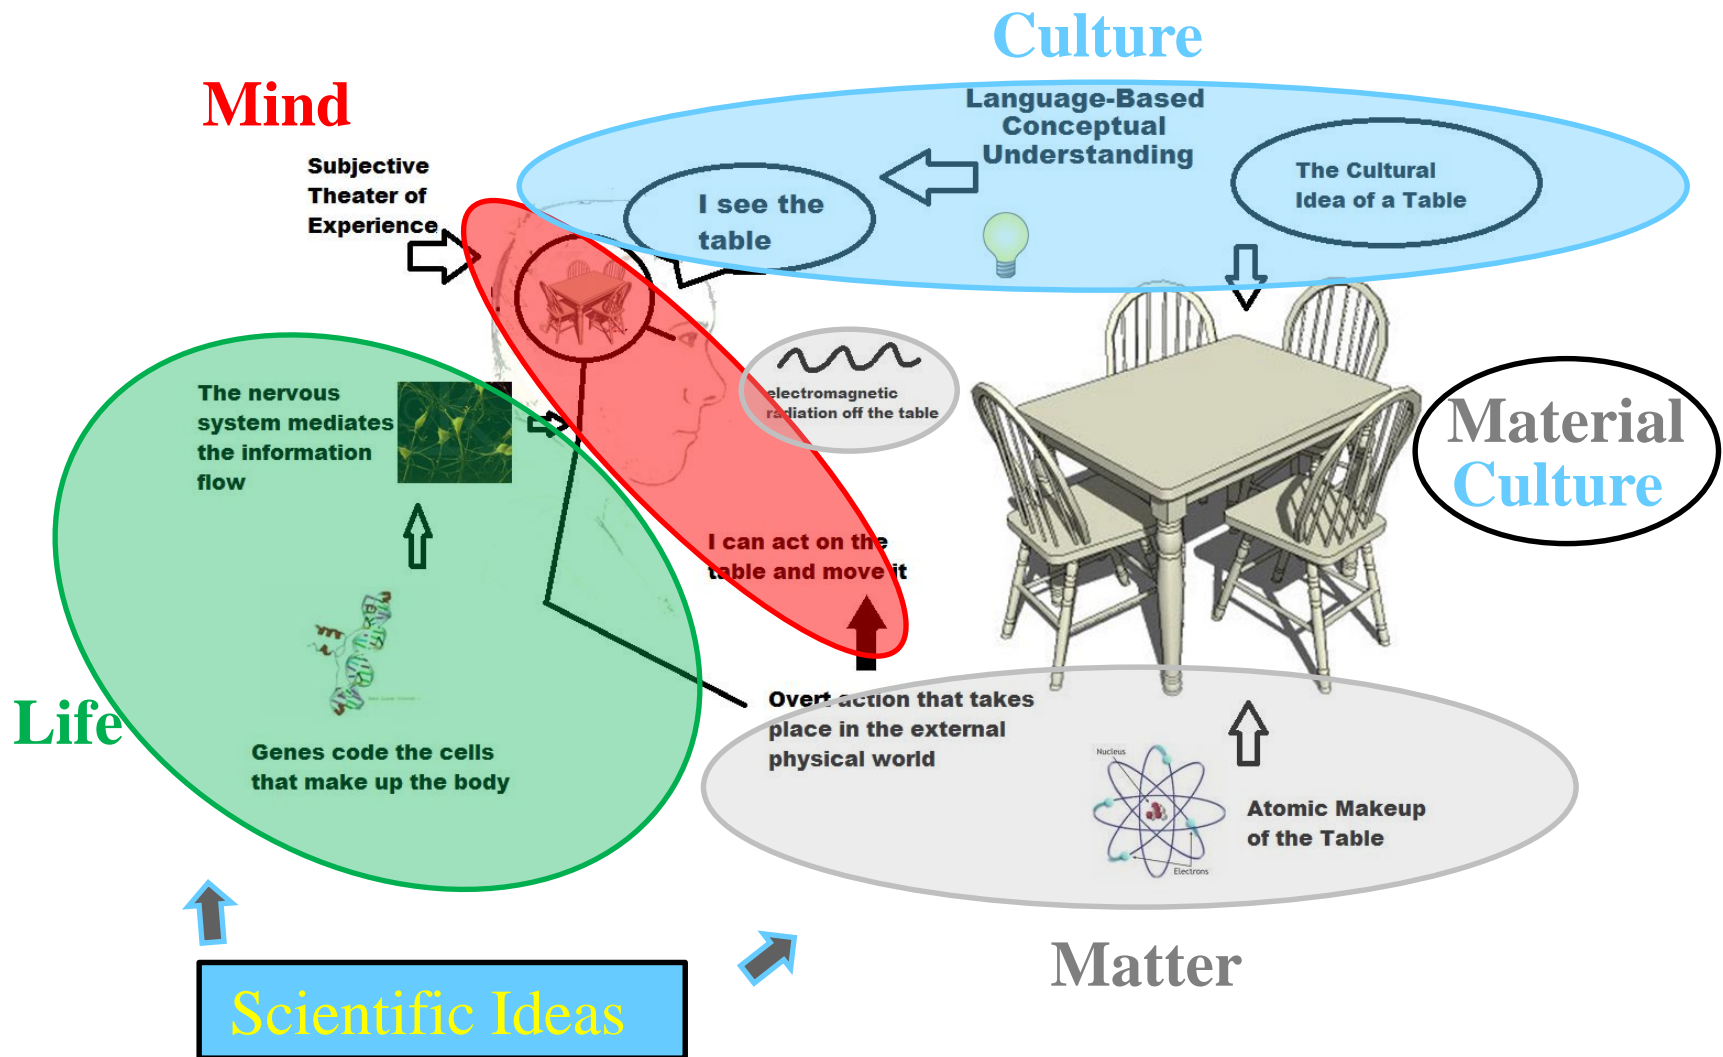 Culture
Mind
Language-Based
Conceptual
Understanding
Subjective
Theater of
Experience
The Cultural
Idea of a Table
I see the
table
The nervous
system mediates
the information
flow
electromagnetic
radiation off the table
Material
Culture
I can act on the
table and move it
Life
Genes code the cells
that make up the body
Overt action that takes
place in the external
physical world
Nucleus
Electrons
Atomic Makeup
of the Table
Matter
Scientific Ideas